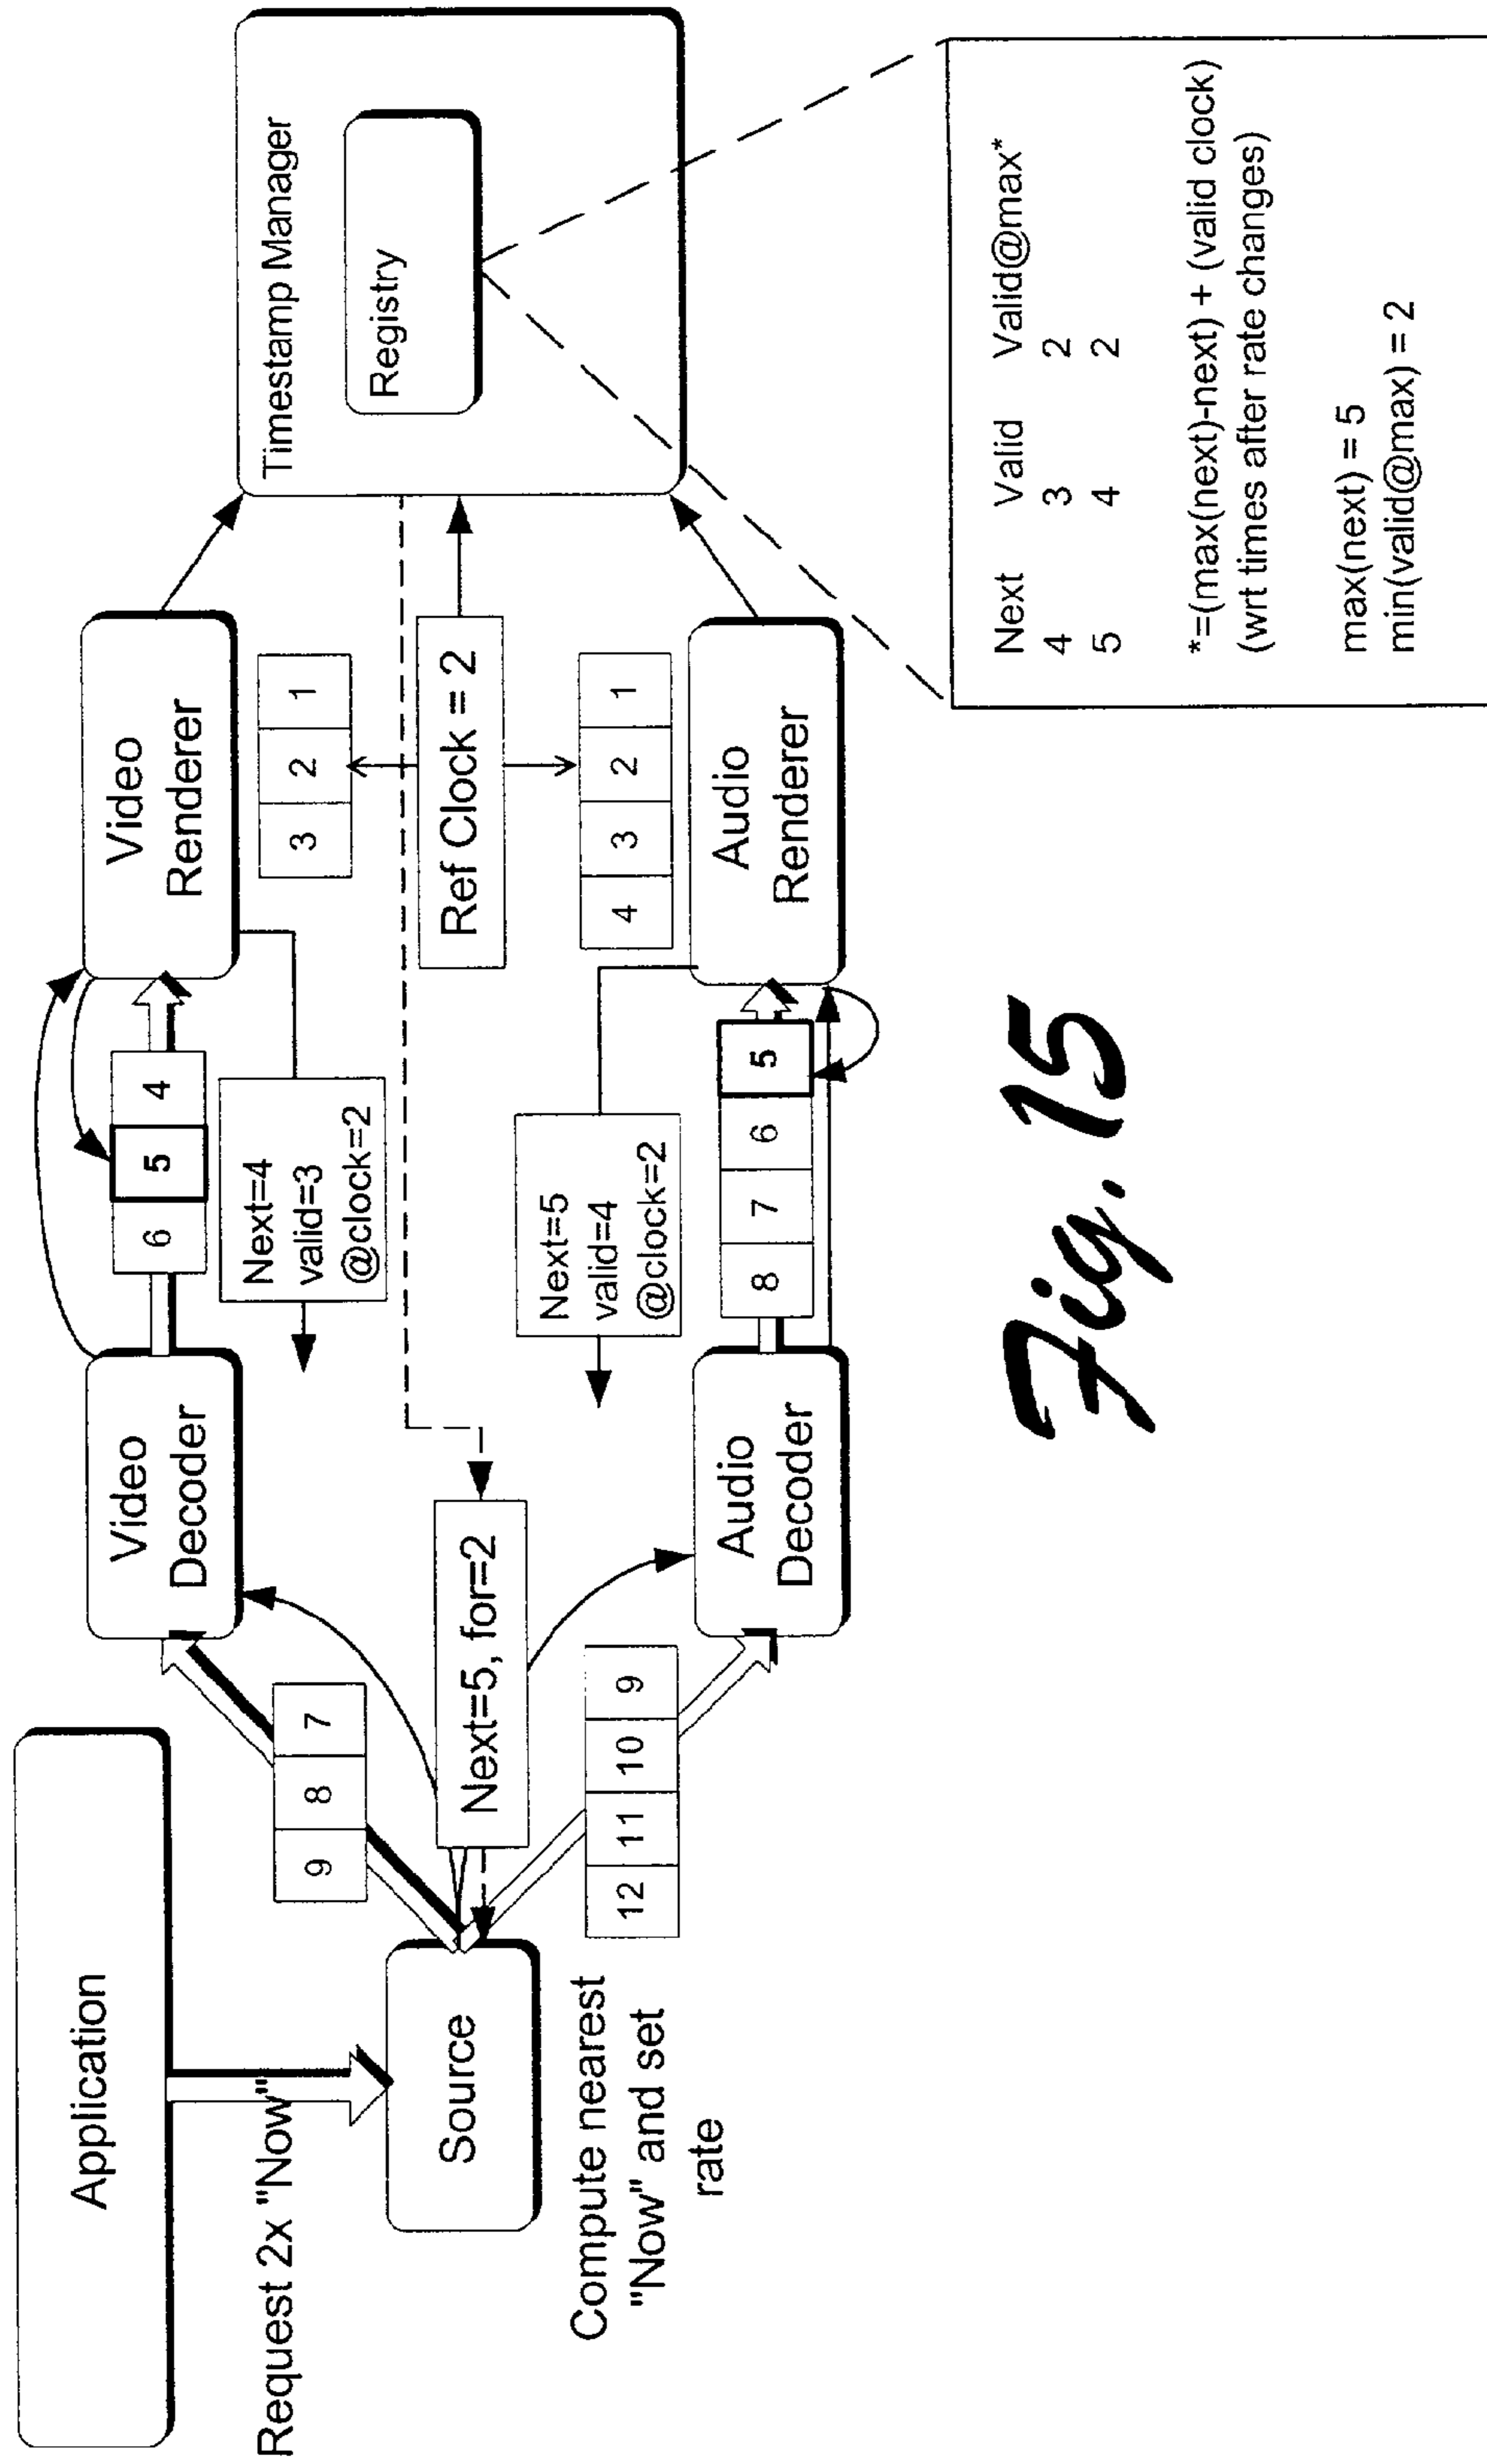 Application
Request 2x "Now"
Source
Compute nearest
"Now" and set
rate
9 8 7
Next=5, for=2
12 11 10 9
Video
Decoder
Audio
Decoder
6 5 4
Next=4
valid=3
@clock=2
Next=5
valid=4
@clock=2
8 7 6 5
Video
Renderer
3 2 1
Ref Clock = 2
4 3 2 1
Audio
Renderer
Timestamp Manager
Registry
Next Valid Valid@max*
4 3 2
5 4 2
*=(max(next)-next) + (valid clock)
(wrt times after rate changes)
max(next) = 5
min(valid@max) = 2
Fig. 15